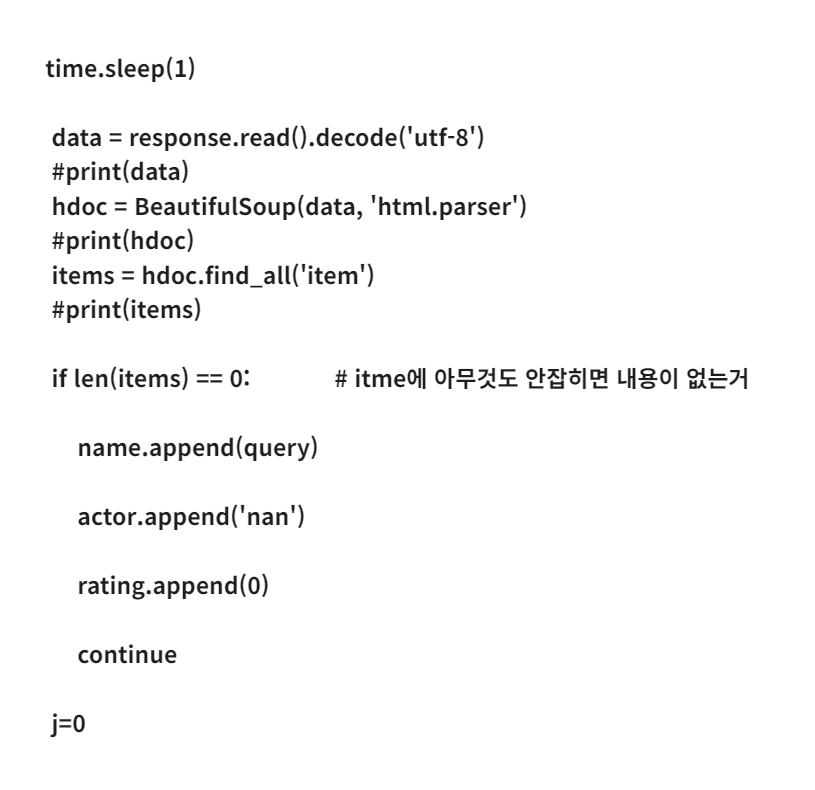 time.sleep(1)
data = response.read().decode('utf-8')
#print(data)
hdoc = BeautifulSoup(data, 'html.parser')
#print(hdoc)
items = hdoc.find_all('item')
#print(items)
if len(items) == 0: # itme에 아무것도 안잡히면 내용이 없는거
name.append(query)
actor.append('nan')
rating.append(0)
continue
j=0